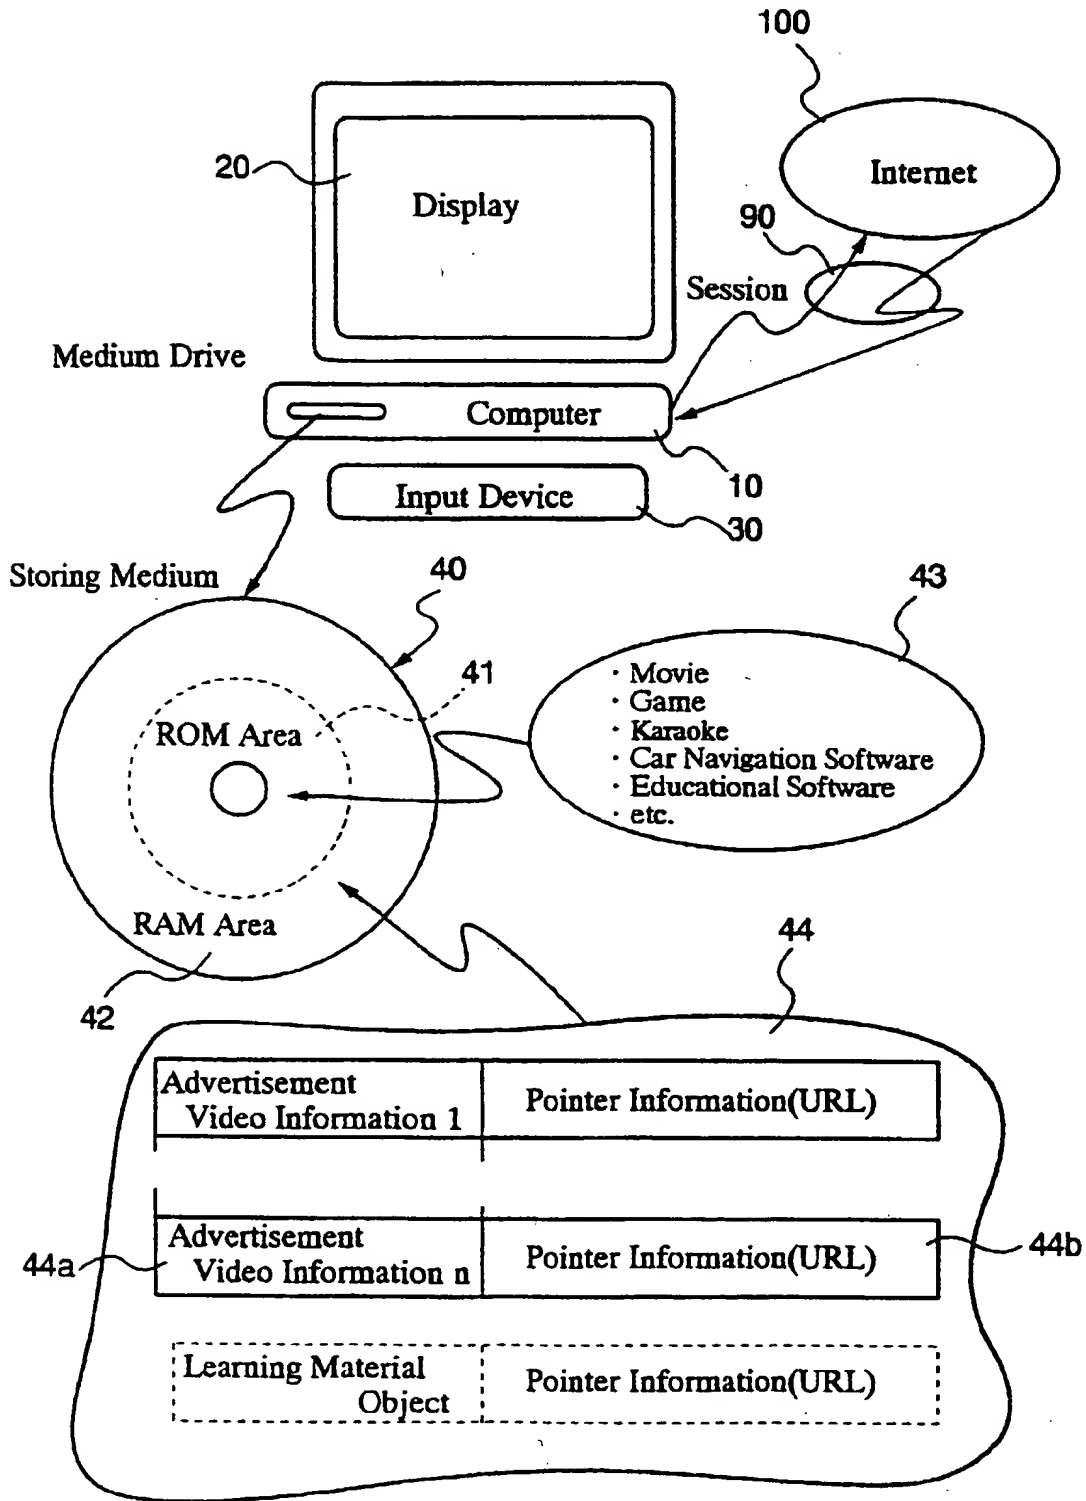 100
20
Display
Internet
90
Session
Medium Drive
Computer
10
Input Device
30
Storing Medium
40
43
41
ROM Area
· Movie
· Game
· Karaoke
· Car Navigation Software
· Educational Software
· etc.
RAM Area
42
44
Advertisement
Video Information 1
Pointer Information(URL)
Advertisement
Video Information n
Pointer Information(URL)
44a
44b
Learning Material
Object
Pointer Information(URL)